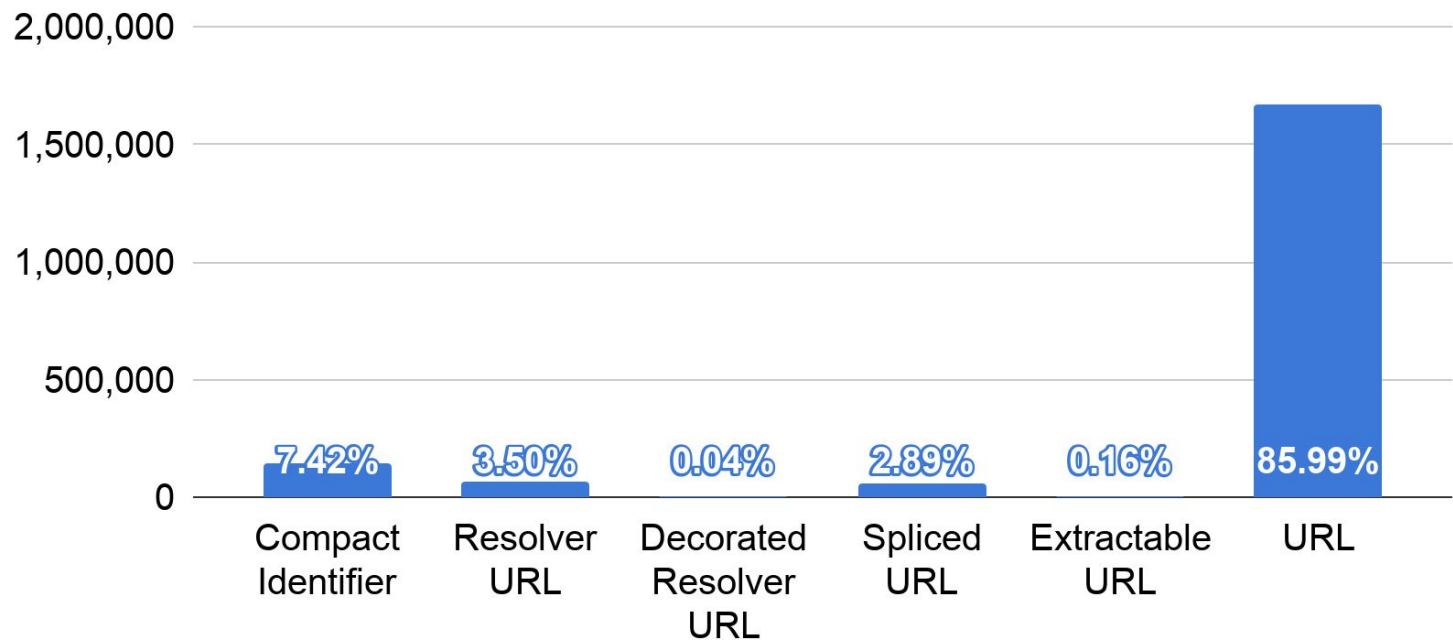 2,000,000
1,500,000
1,000,000
500,000
0
7.42%
3.50%
0.04%
2.89%
0.16%
85.99%
Compact
Identifier
Resolver
URL
Decorated
Resolver
URL
Spliced
URL
Extractable
URL
URL